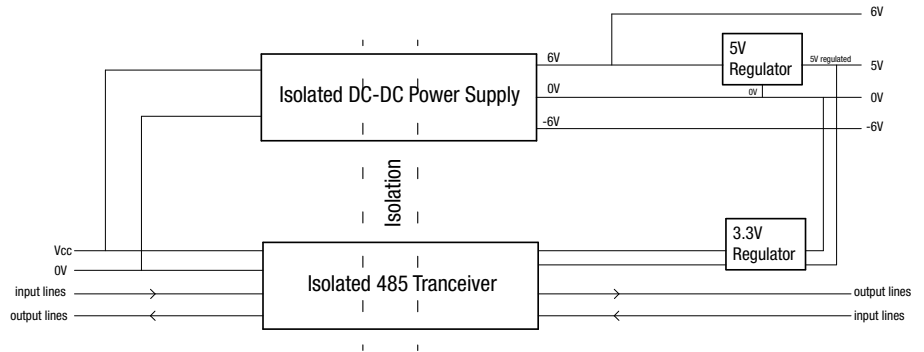 6V
6V
5V
Regulator
5V regulated
5V
Isolated DC-DC Power Supply
0V
0V
0V
-6V
-6V
Isolation
3.3V
Regulator
Vcc
0V
Isolated 485 Tranceiver
input lines
output lines
output lines
input lines